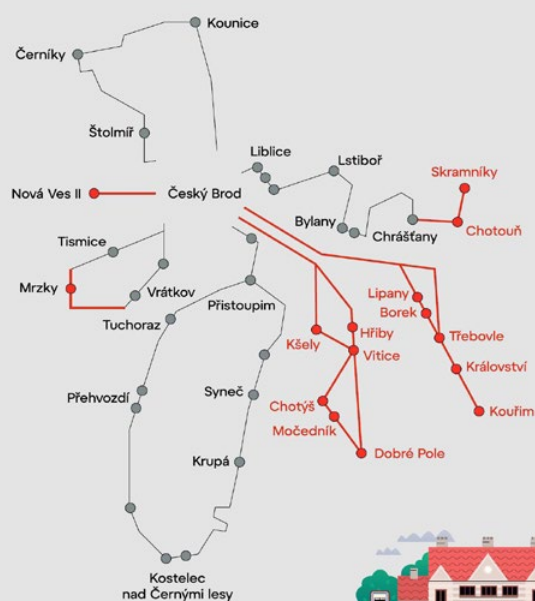 Kounice
Černíky
Štolmíř
Liblice
Lstiboř
Skramníky
Nová Ves II
Český Brod
Bylany
Chrášťany
Chotouň
Tismice
Mrzky
Vrátkov
Přistoupim
Lipany
Borek
Tuchoraz
Kšely
Hřiby
Třebovle
Vitice
Království
Přehvozdí
Syneč
Chotýš
Kouřim
Močedník
Krupá
Dobré Pole
Kostelec
nad Černými lesy